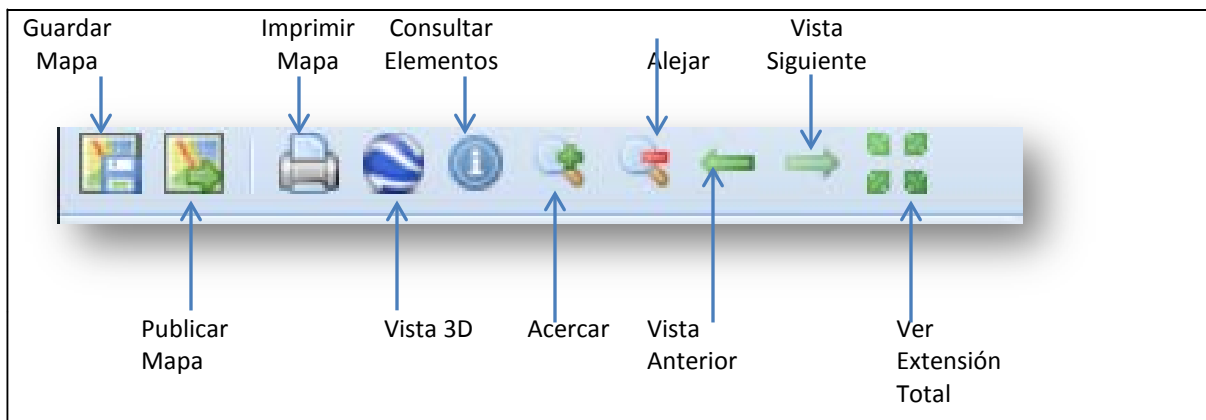 Guardar
Mapa
Imprimir
Mapa
Consultar
Elementos
Alejar
Vista
Siguiente
Publicar
Mapa
Vista 3D
Acercar
Vista
Anterior
Ver
Extensión
Total